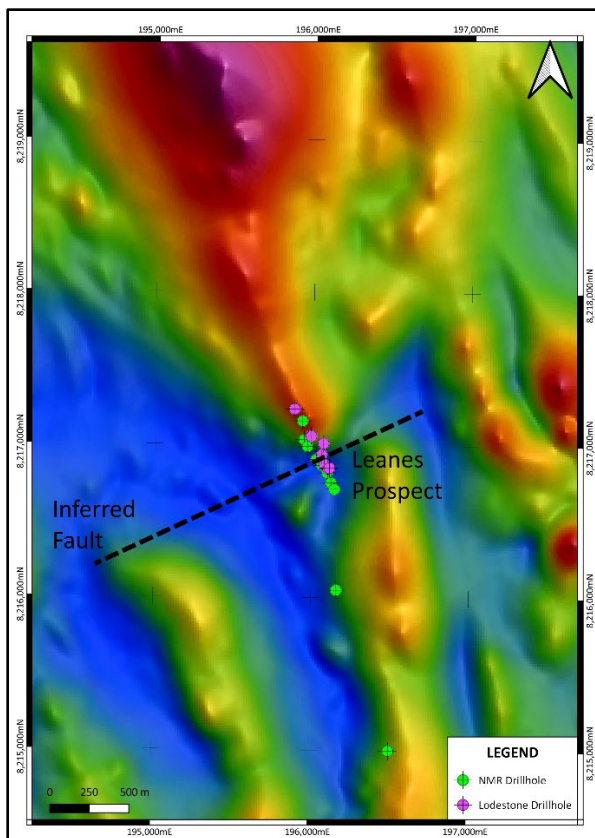 195,000mE 196,000mE 197,000mE
8,219,000mN 8,219,000mN
8,218,000mN 8,218,000mN
8,217,000mN 8,217,000mN
Leanes
Prospect
Inferred
Fault
8,216,000mN 8,216,000mN
8,215,000mN 8,215,000mN
LEGEND
NMR Drillhole
Lodestone Drillhole
0 250 500 m
195,000mE 196,000mE 197,000mE